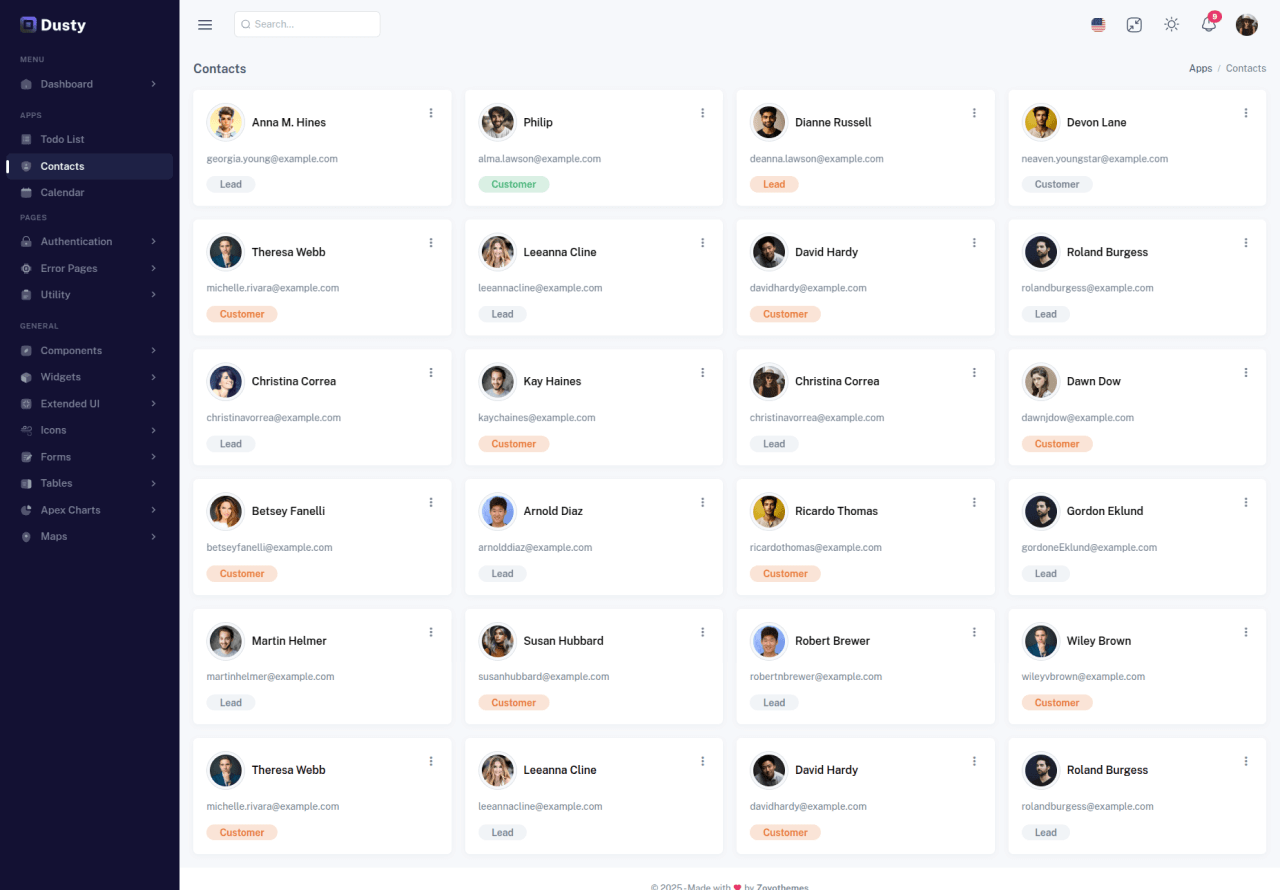 Dusty
MENU
Dashboard
APPS
Todo List
Contacts
Calendar
PAGES
Authentication
Error Pages
Utility
GENERAL
Components
Widgets
Extended UI
Icons
Forms
Tables
Apex Charts
Maps
Search...
9
Contacts
Apps / Contacts
Anna M. Hines
georgia.young@example.com
Lead
Philip
alma.lawson@example.com
Customer
Dianne Russell
deanna.lawson@example.com
Lead
Devon Lane
neaven.youngstar@example.com
Customer
Theresa Webb
michelle.rivara@example.com
Customer
Leeanna Cline
leeannacline@example.com
Lead
David Hardy
davidhardy@example.com
Customer
Roland Burgess
rolandburgess@example.com
Lead
Christina Correa
christinavorrea@example.com
Lead
Kay Haines
kaychaines@example.com
Customer
Christina Correa
christinavorrea@example.com
Lead
Dawn Dow
dawnjdow@example.com
Customer
Betsey Fanelli
betseyfanelli@example.com
Customer
Arnold Diaz
arnolddiaz@example.com
Lead
Ricardo Thomas
ricardothomas@example.com
Customer
Gordon Eklund
gordoneEklund@example.com
Lead
Martin Helmer
martinhelmer@example.com
Lead
Susan Hubbard
susanhubbard@example.com
Customer
Robert Brewer
robertnbrewer@example.com
Lead
Wiley Brown
wileyvbrown@example.com
Customer
Theresa Webb
michelle.rivara@example.com
Customer
Leeanna Cline
leeannacline@example.com
Lead
David Hardy
davidhardy@example.com
Customer
Roland Burgess
rolandburgess@example.com
Lead
© 2025 - Made with ♥ by Zoyothemes